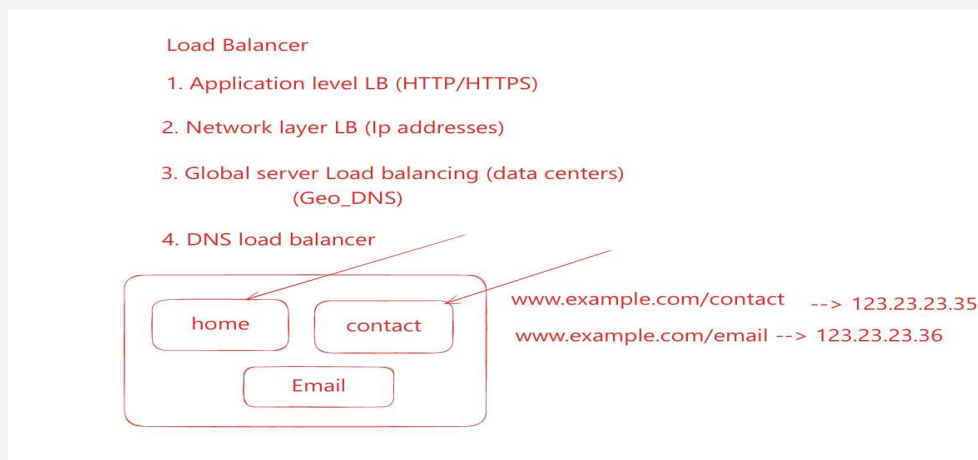 Load Balancer
1. Application level LB (HTTP/HTTPS)
2. Network layer LB (Ip addresses)
3. Global server Load balancing (data centers)
(Geo_DNS)
4. DNS load balancer
home
contact
Email
www.example.com/contact --> 123.23.23.35
www.example.com/email --> 123.23.23.36